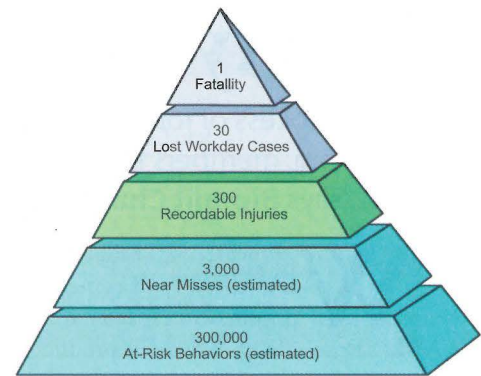 1
Fatallity
30
Lost Workday Cases
300
Recordable Injuries
3,000
Near Misses (estimated)
300,000
At-Risk Behaviors (estimated)